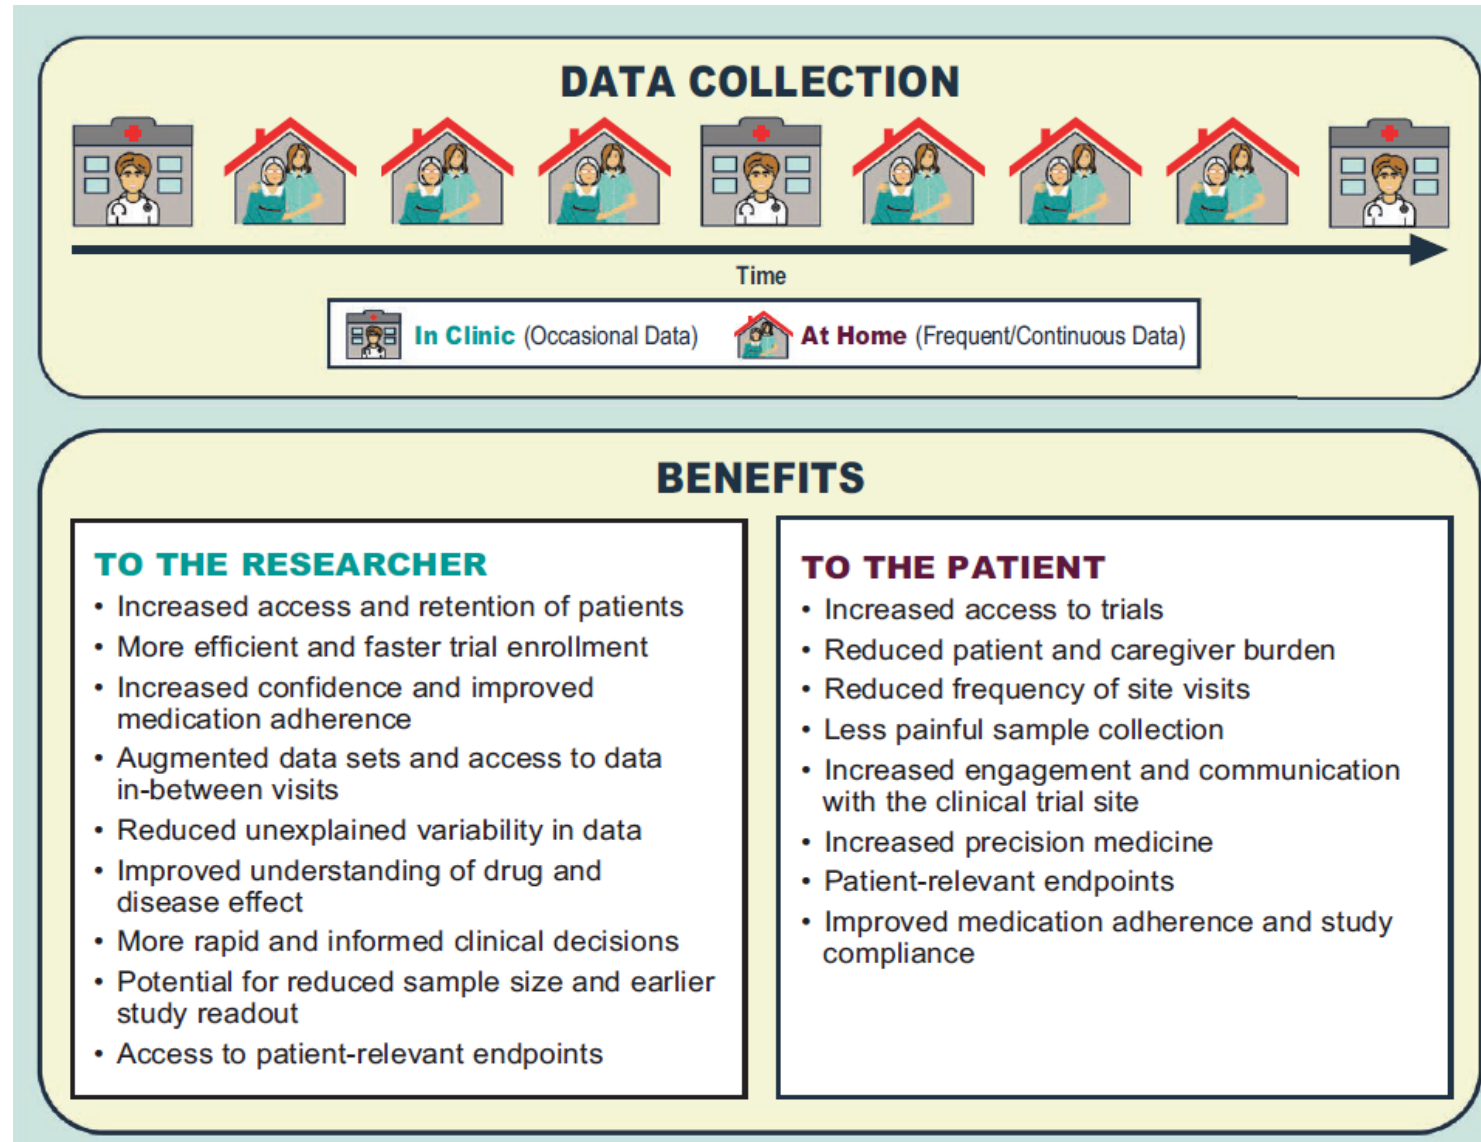 DATA COLLECTION
Time
In Clinic (Occasional Data)
At Home (Frequent/Continuous Data)
BENEFITS
TO THE RESEARCHER
• Increased access and retention of patients
• More efficient and faster trial enrollment
• Increased confidence and improved
medication adherence
• Augmented data sets and access to data
in-between visits
• Reduced unexplained variability in data
• Improved understanding of drug and
disease effect
• More rapid and informed clinical decisions
• Potential for reduced sample size and earlier
study readout
• Access to patient-relevant endpoints
TO THE PATIENT
• Increased access to trials
• Reduced patient and caregiver burden
• Reduced frequency of site visits
• Less painful sample collection
• Increased engagement and communication
with the clinical trial site
• Increased precision medicine
• Patient-relevant endpoints
• Improved medication adherence and study
compliance